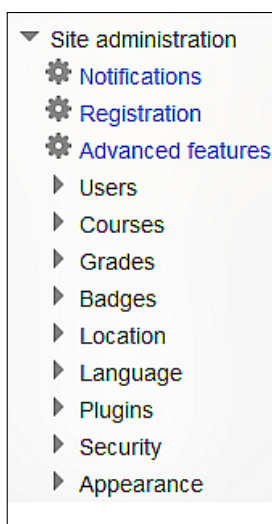 Site administration
Notifications
Registration
Advanced features
Users
Courses
Grades
Badges
Location
Language
Plugins
Security
Appearance